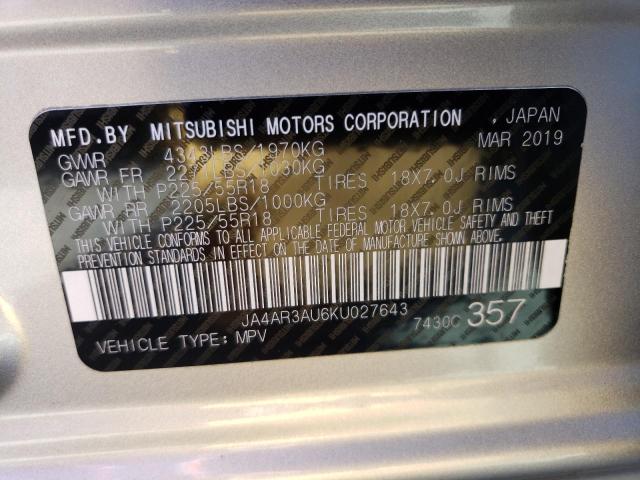 MFD.BY MITSUBISHI MOTORS CORPORATION , JAPAN
GVWR 4343LBS/1970KG MAR 2019
GAWR FR 2271LBS/1030KG
WITH P225/55R18 TIRES 18X7.0J RIMS
GAWR RR 2205LBS/1000KG
WITH P225/55R18 TIRES 18X7.0J RIMS
THIS VEHICLE CONFORMS TO ALL APPLICABLE FEDERAL MOTOR VEHICLE SAFETY AND THEFT
PREVENTION STANDARDS IN EFFECT ON THE DATE OF MANUFACTURE SHOWN ABOVE.
JA4AR3AU6KU027643
7430C 357
VEHICLE TYPE: MPV